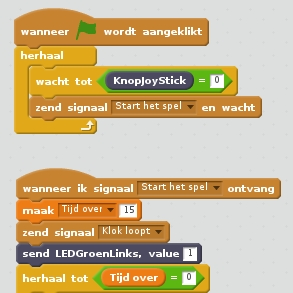 wanneer wordt aangeklikt
herhaal
wacht tot KnopJoyStick = 0
zend signaal Start het spel en wacht
wanneer ik signaal Start het spel ontvang
maak Tijd over 15
zend signaal Klok loopt
send LEDGroenLinks, value 1
herhaal tot Tijd over = 0